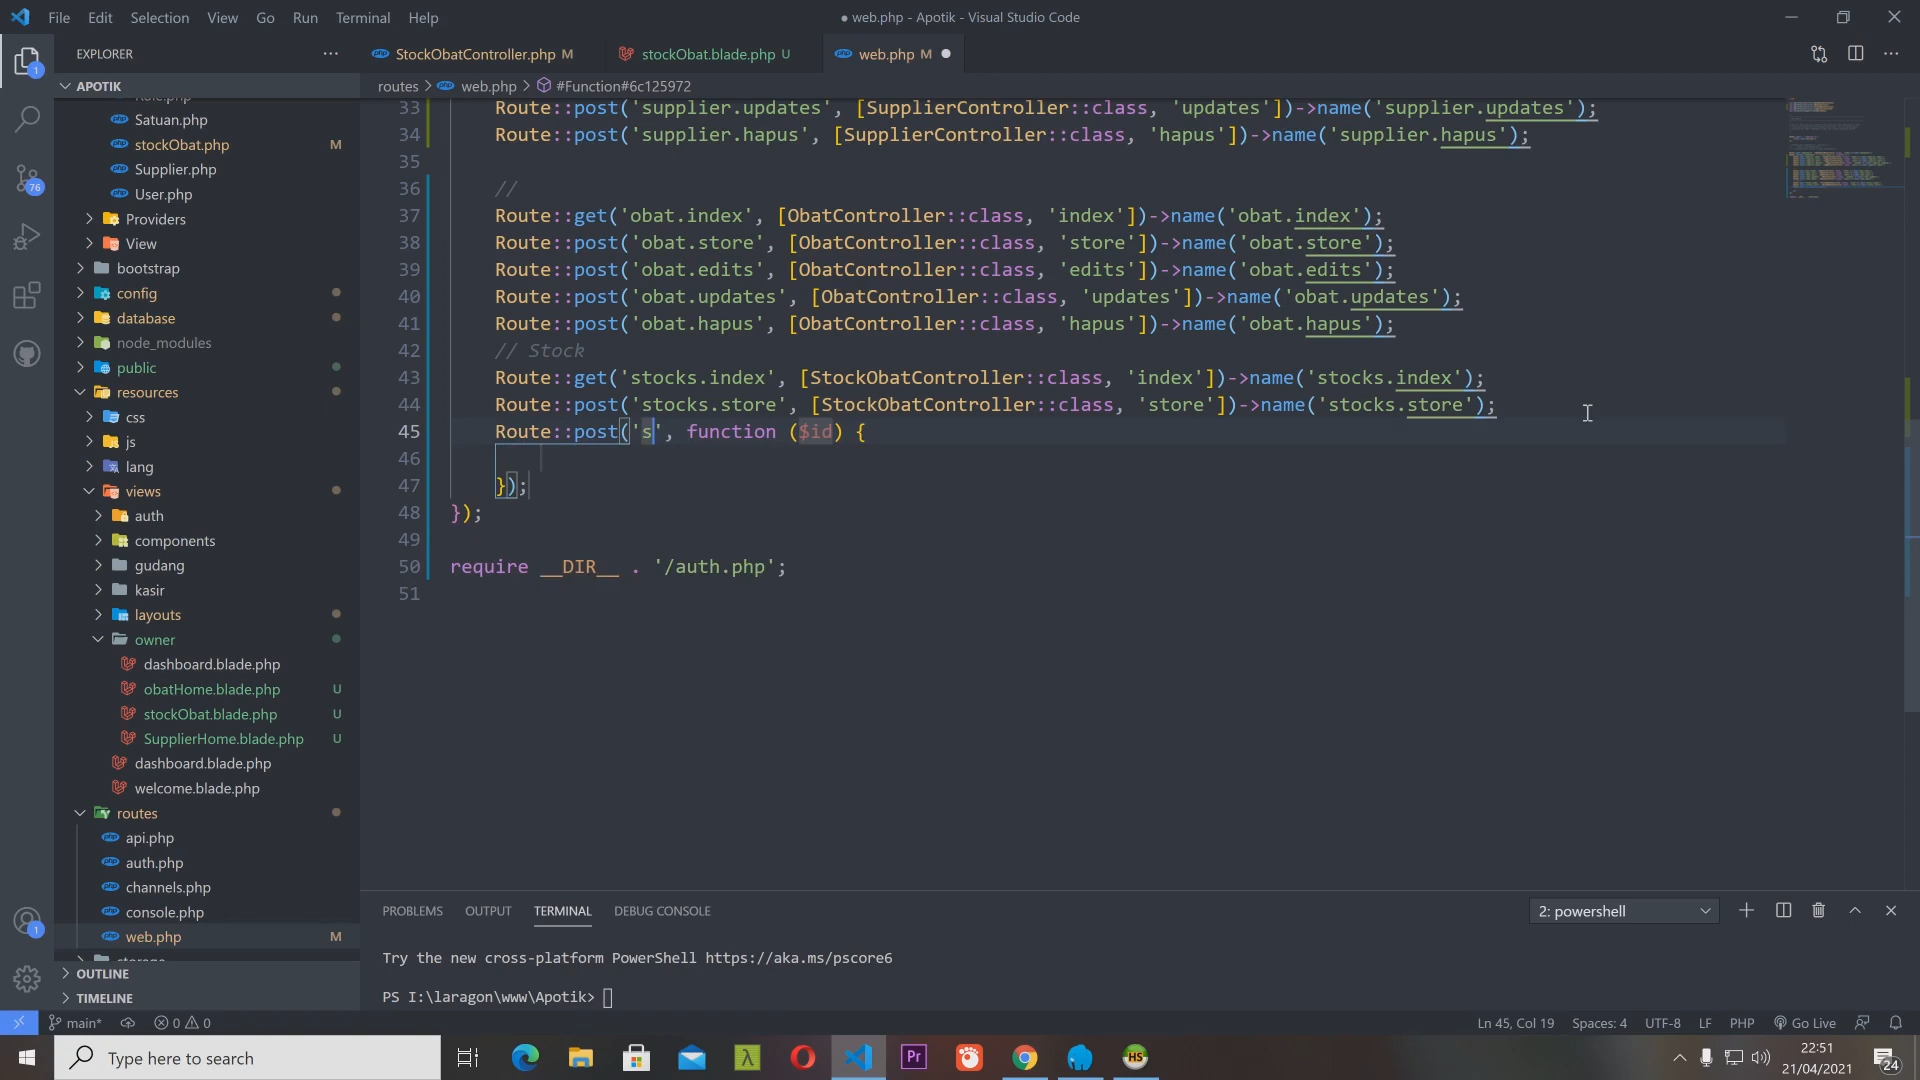 File Edit Selection View Go Run Terminal Help
● web.php - Apotik - Visual Studio Code
EXPLORER
StockObatController.php M
stockObat.blade.php U
web.php M
APOTIK
routes > web.php > #Function#6c125972
Satuan.php
stockObat.php M
Supplier.php
User.php
Providers
View
bootstrap
config
database
node_modules
public
resources
css
js
lang
views
auth
components
gudang
kasir
layouts
owner
dashboard.blade.php
obatHome.blade.php U
stockObat.blade.php U
SupplierHome.blade.php U
dashboard.blade.php
welcome.blade.php
routes
api.php
auth.php
channels.php
console.php
web.php M
OUTLINE
TIMELINE
33 Route::post('supplier.updates', [SupplierController::class, 'updates'])->name('supplier.updates');
34 Route::post('supplier.hapus', [SupplierController::class, 'hapus'])->name('supplier.hapus');
35
36 //
37 Route::get('obat.index', [ObatController::class, 'index'])->name('obat.index');
38 Route::post('obat.store', [ObatController::class, 'store'])->name('obat.store');
39 Route::post('obat.edits', [ObatController::class, 'edits'])->name('obat.edits');
40 Route::post('obat.updates', [ObatController::class, 'updates'])->name('obat.updates');
41 Route::post('obat.hapus', [ObatController::class, 'hapus'])->name('obat.hapus');
42 // Stock
43 Route::get('stocks.index', [StockObatController::class, 'index'])->name('stocks.index');
44 Route::post('stocks.store', [StockObatController::class, 'store'])->name('stocks.store');
45 Route::post('s', function ($id) {
46
47 });
48 });
49
50 require __DIR__ . '/auth.php';
51
PROBLEMS OUTPUT TERMINAL DEBUG CONSOLE
2: powershell
Try the new cross-platform PowerShell https://aka.ms/pscore6
PS I:\laragon\www\Apotik>
1
76
1
main* 0 0
Ln 45, Col 19 Spaces: 4 UTF-8 LF PHP Go Live
Type here to search
Pr
HS
22:51
21/04/2021
24